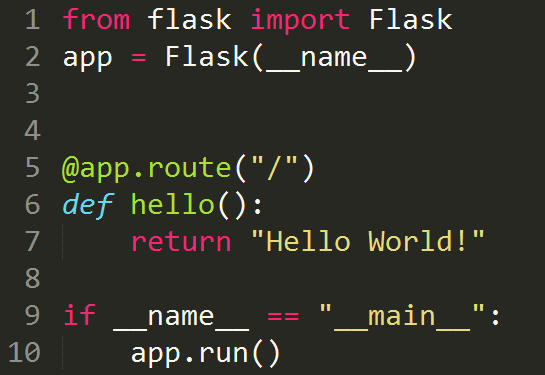 1 from flask import Flask
2 app = Flask(__name__)
3
4
5 @app.route("/")
6 def hello():
7     return "Hello World!"
8
9 if __name__ == "__main__":
10     app.run()